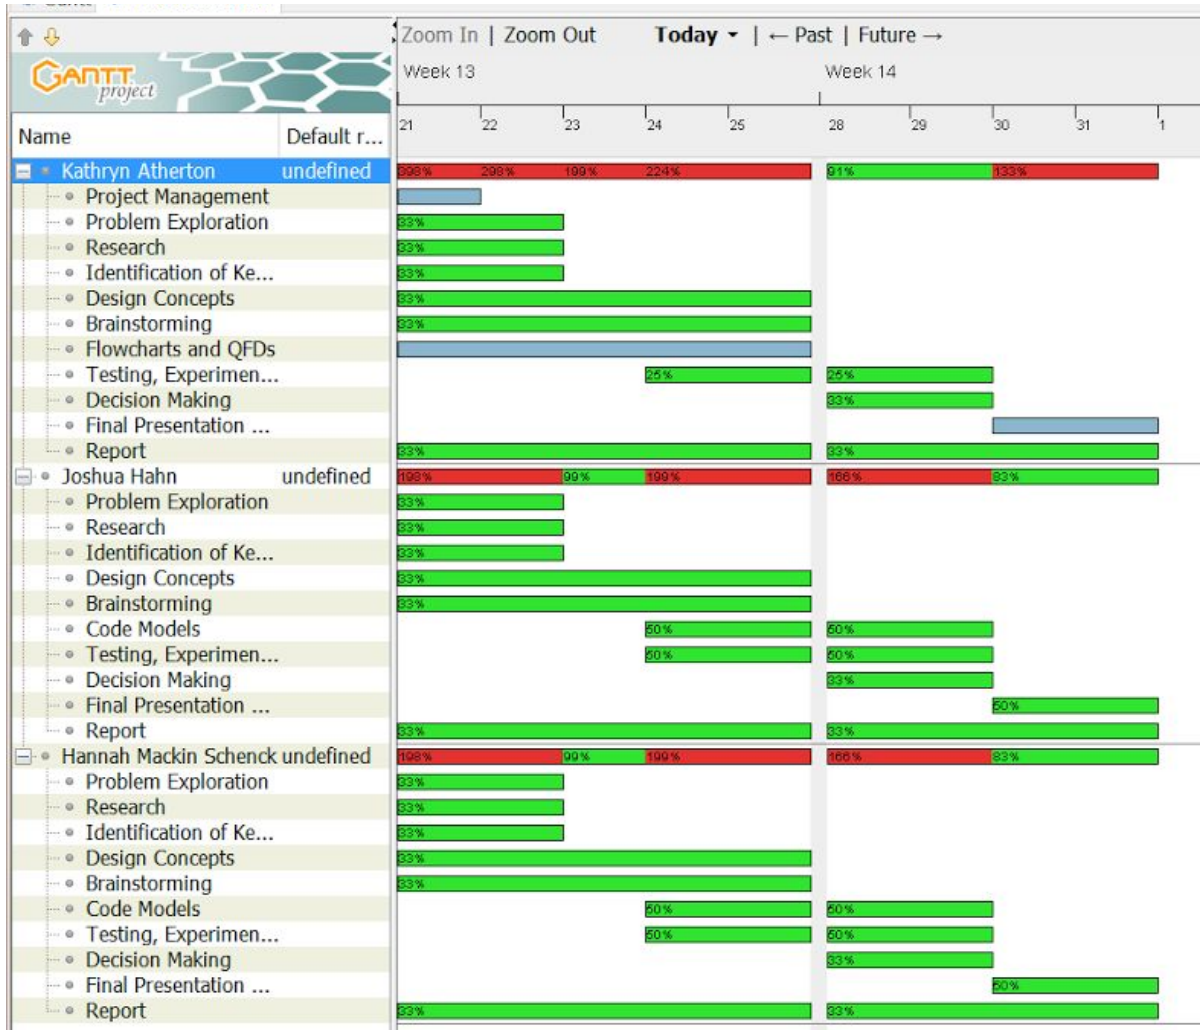 Zoom In | Zoom Out Today ▾ | ← Past | Future →
GANTT project
Week 13 Week 14
Name Default r...
21 22 23 24 25 28 29 30 31 1
Kathryn Atherton undefined 398% 298% 199% 224% 91% 133%
Project Management
Problem Exploration 33%
Research 33%
Identification of Ke... 33%
Design Concepts 33%
Brainstorming 33%
Flowcharts and QFDs
Testing, Experimen... 25% 25%
Decision Making 33%
Final Presentation ...
Report 33% 33%
Joshua Hahn undefined 198% 99% 199% 166% 83%
Problem Exploration 33%
Research 33%
Identification of Ke... 33%
Design Concepts 33%
Brainstorming 33%
Code Models 50% 50%
Testing, Experimen... 50% 50%
Decision Making 33%
Final Presentation ... 50%
Report 33% 33%
Hannah Mackin Schenck undefined 198% 99% 199% 166% 83%
Problem Exploration 33%
Research 33%
Identification of Ke... 33%
Design Concepts 33%
Brainstorming 33%
Code Models 50% 50%
Testing, Experimen... 50% 50%
Decision Making 33%
Final Presentation ... 50%
Report 33% 33%